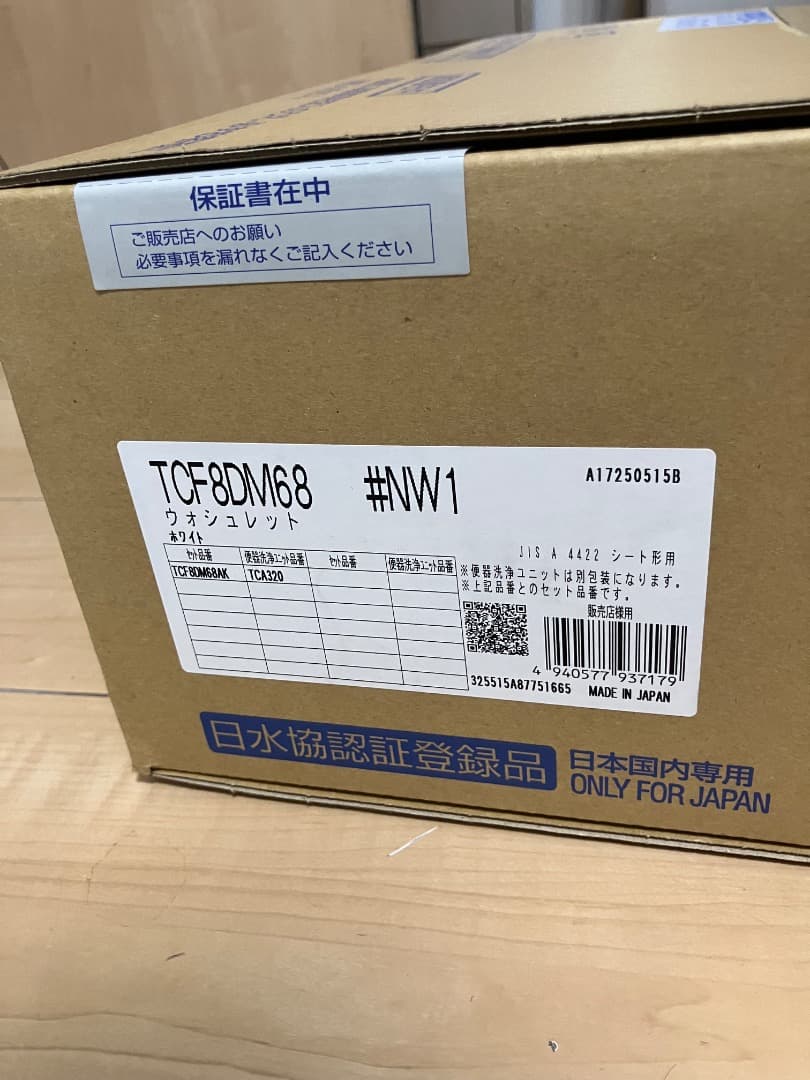 保証書在中
ご販売店へのお願い
必要事項を漏れなくご記入ください
TCF8DM68 #NW1
A17250515B
ウォシュレット
ホワイト
JIS A 4422 シート形用
セット品番 便器洗浄ユニット品番 セット品番 便器洗浄ユニット品番
TCF8DM68AK TCA320
※便器洗浄ユニットは別包装になります。
※上記品番とのセット品番です。
販売店様用
4 940577 937179
325515A87751665 MADE IN JAPAN
日水協認証登録品
日本国内専用
ONLY FOR JAPAN